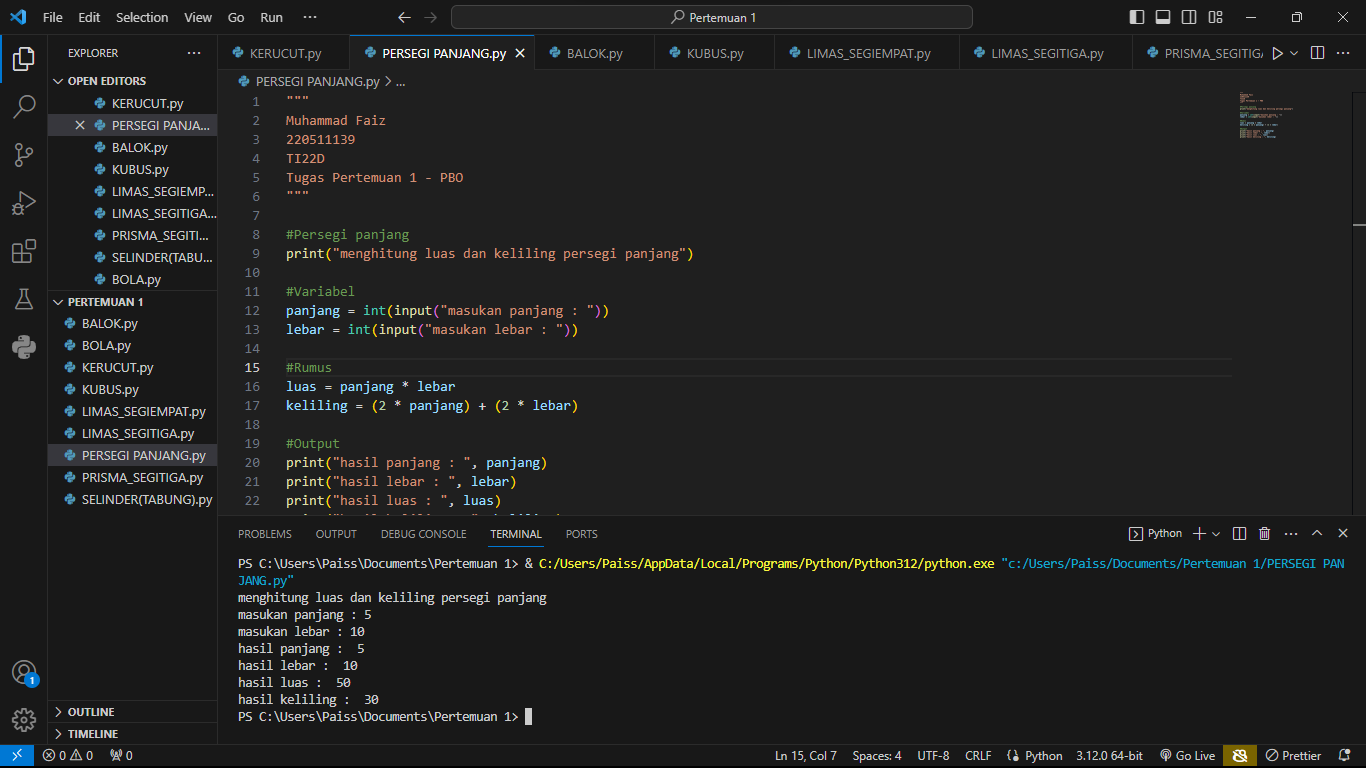 File Edit Selection View Go Run ··· Pertemuan 1
EXPLORER ···
OPEN EDITORS
KERUCUT.py
PERSEGI PANJA...
BALOK.py
KUBUS.py
LIMAS_SEGIEMP...
LIMAS_SEGITIGA...
PRISMA_SEGITI...
SELINDER(TABU...
BOLA.py
PERTEMUAN 1
BALOK.py
BOLA.py
KERUCUT.py
KUBUS.py
LIMAS_SEGIEMPAT.py
LIMAS_SEGITIGA.py
PERSEGI PANJANG.py
PRISMA_SEGITIGA.py
SELINDER(TABUNG).py
OUTLINE
TIMELINE
KERUCUT.py PERSEGI PANJANG.py BALOK.py KUBUS.py LIMAS_SEGIEMPAT.py LIMAS_SEGITIGA.py PRISMA_SEGITIGA
PERSEGI PANJANG.py > ...
1 """
2 Muhammad Faiz
3 220511139
4 TI22D
5 Tugas Pertemuan 1 - PBO
6 """
7
8 #Persegi panjang
9 print("menghitung luas dan keliling persegi panjang")
10
11 #Variabel
12 panjang = int(input("masukan panjang : "))
13 lebar = int(input("masukan lebar : "))
14
15 #Rumus
16 luas = panjang * lebar
17 keliling = (2 * panjang) + (2 * lebar)
18
19 #Output
20 print("hasil panjang : ", panjang)
21 print("hasil lebar : ", lebar)
22 print("hasil luas : ", luas)
PROBLEMS OUTPUT DEBUG CONSOLE TERMINAL PORTS Python
PS C:\Users\Paiss\Documents\Pertemuan 1> & C:/Users/Paiss/AppData/Local/Programs/Python/Python312/python.exe "c:/Users/Paiss/Documents/Pertemuan 1/PERSEGI PAN
JANG.py"
menghitung luas dan keliling persegi panjang
masukan panjang : 5
masukan lebar : 10
hasil panjang :  5
hasil lebar :  10
hasil luas :  50
hasil keliling :  30
PS C:\Users\Paiss\Documents\Pertemuan 1>
1
0 0 0 Ln 15, Col 7 Spaces: 4 UTF-8 CRLF Python 3.12.0 64-bit Go Live Prettier